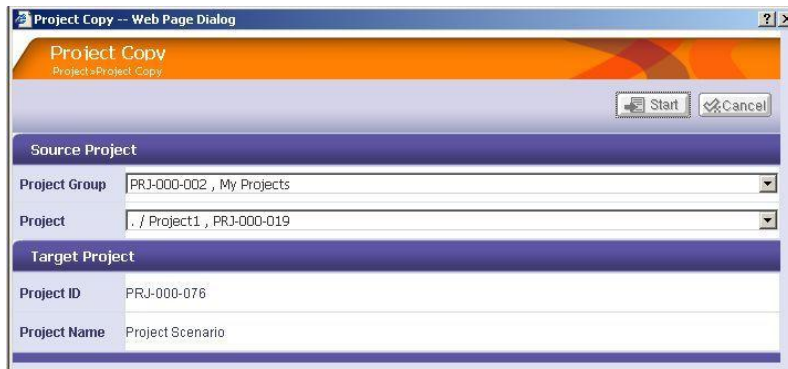 Project Copy -- Web Page Dialog
Project Copy
Project>Project Copy
Start Cancel
Source Project
Project Group PRJ-000-002 , My Projects
Project . / Project1 , PRJ-000-019
Target Project
Project ID PRJ-000-076
Project Name Project Scenario